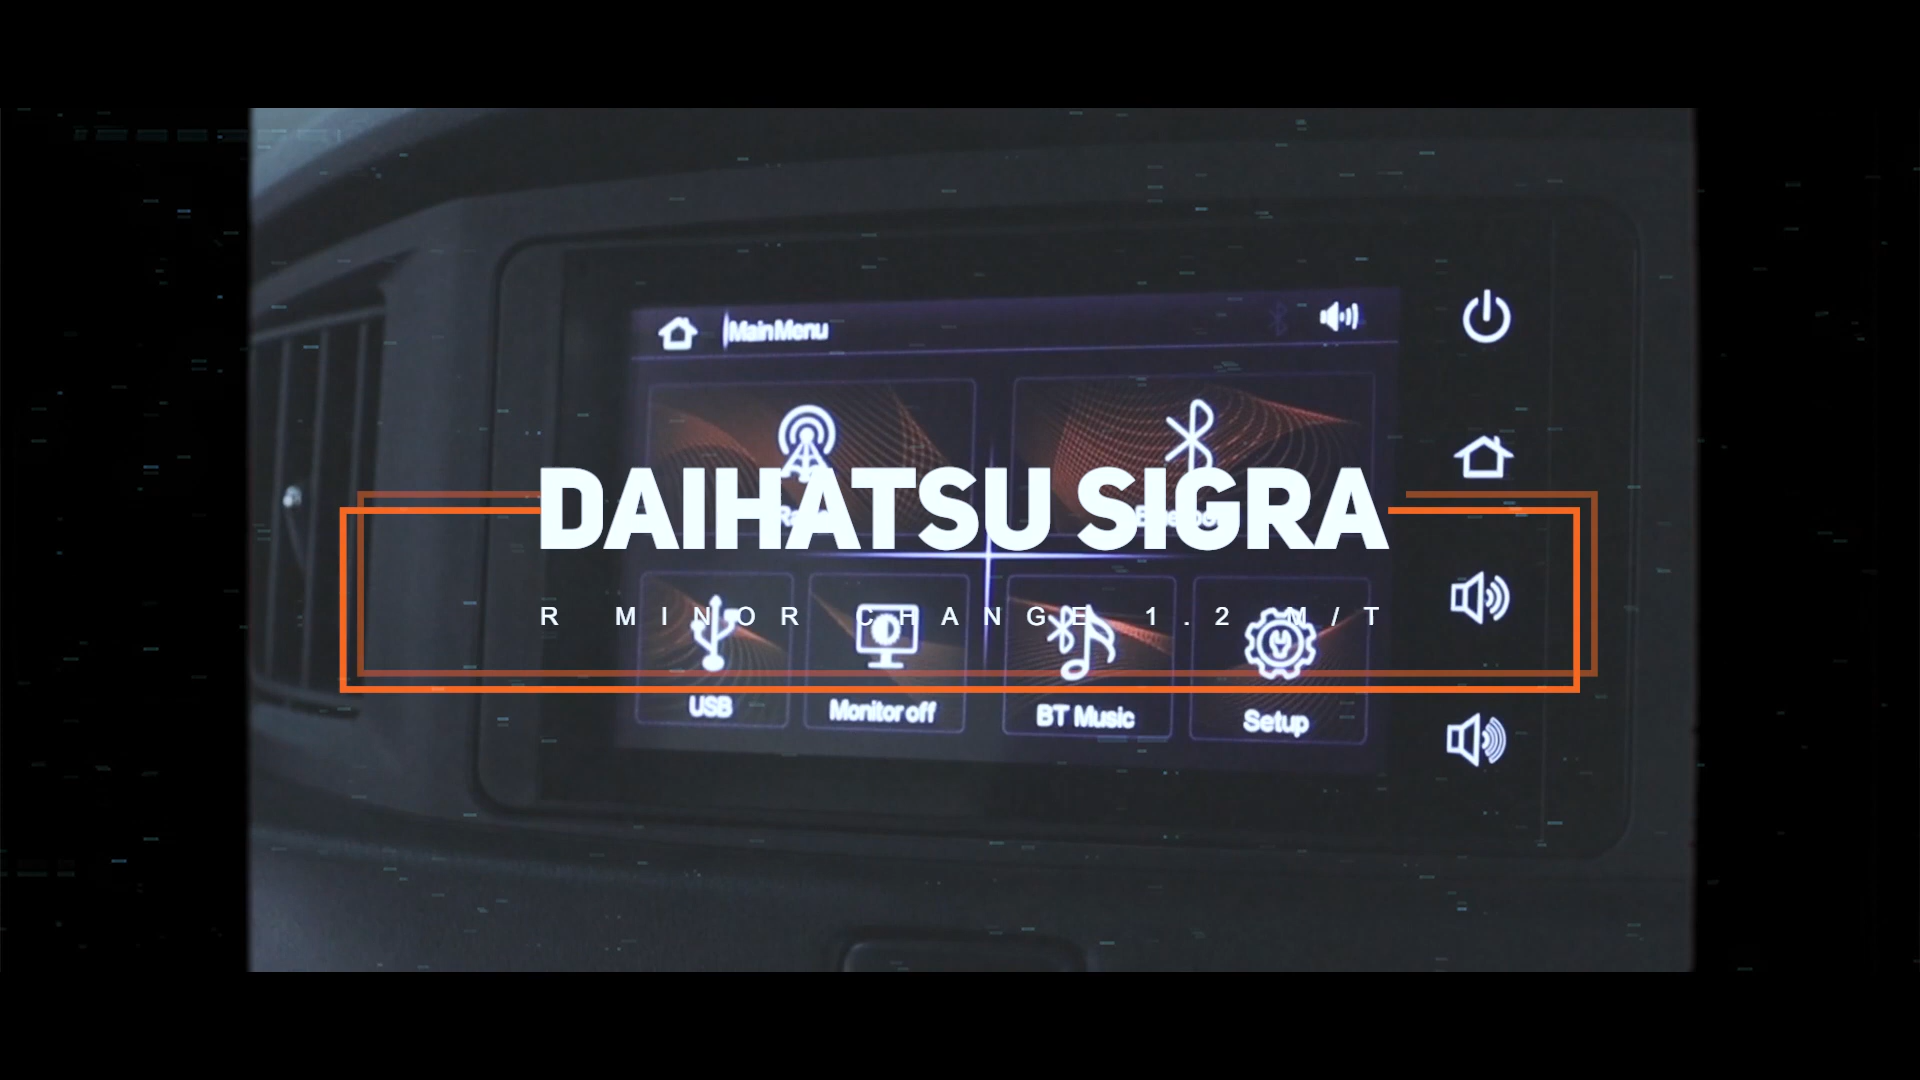 Main Menu
DAIHATSU SIGRA
R MINOR CHANGE 1.2 M/T
USB
Monitor off
BT Music
Setup